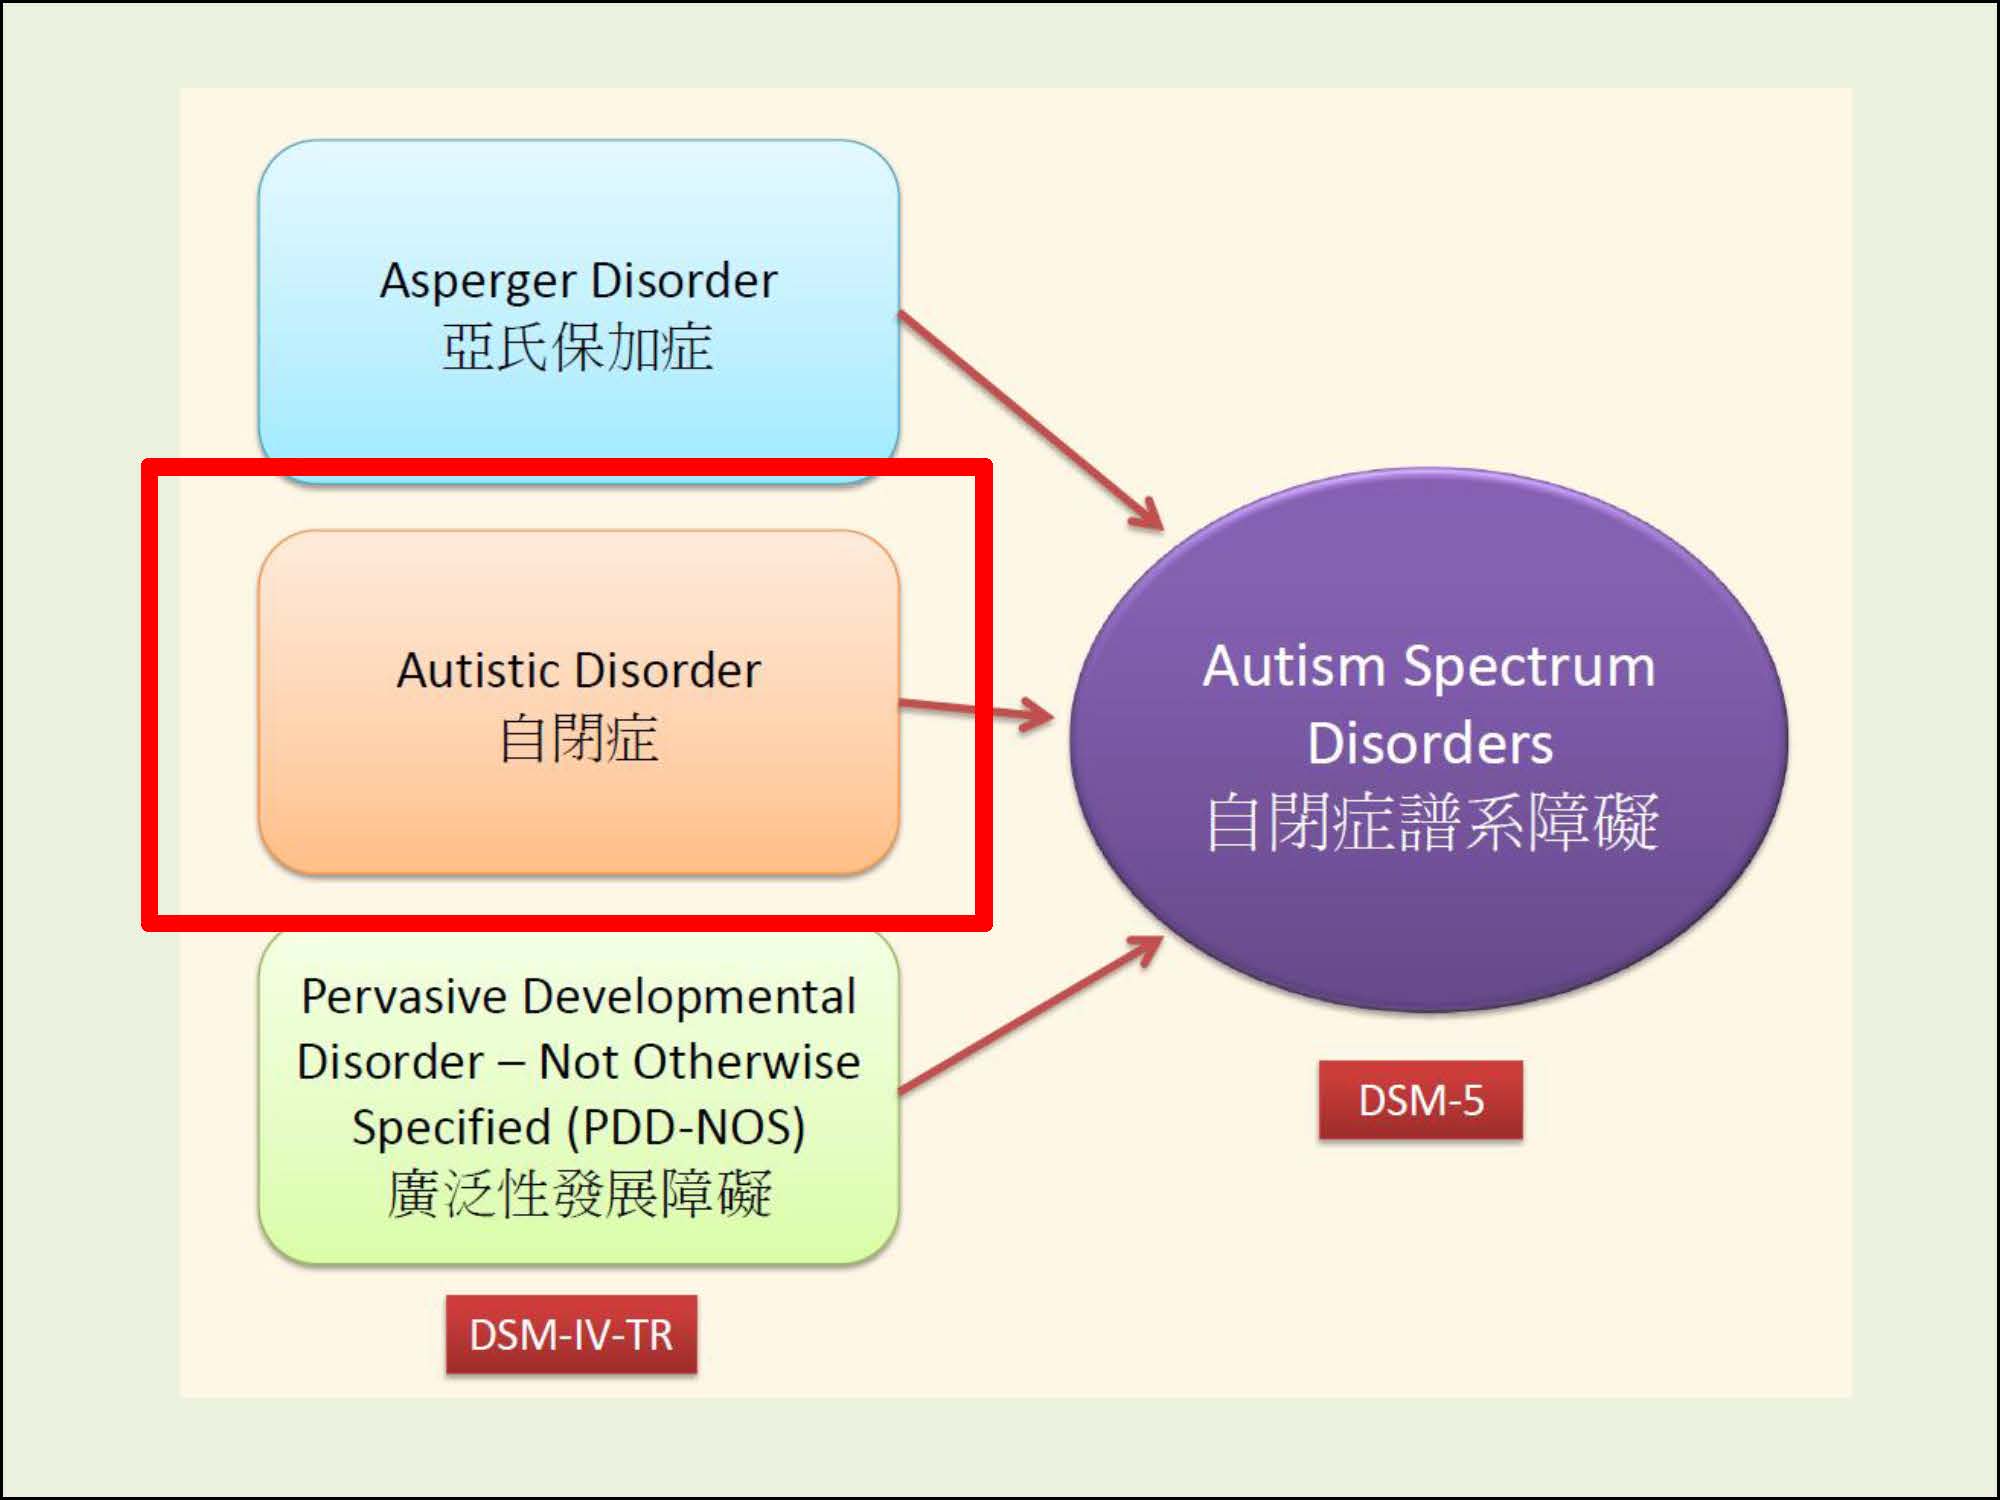 Asperger Disorder
亞氏保加症
Autistic Disorder
自閉症
Pervasive Developmental
Disorder – Not Otherwise
Specified (PDD-NOS)
廣泛性發展障礙
DSM-IV-TR
Autism Spectrum
Disorders
自閉症譜系障礙
DSM-5